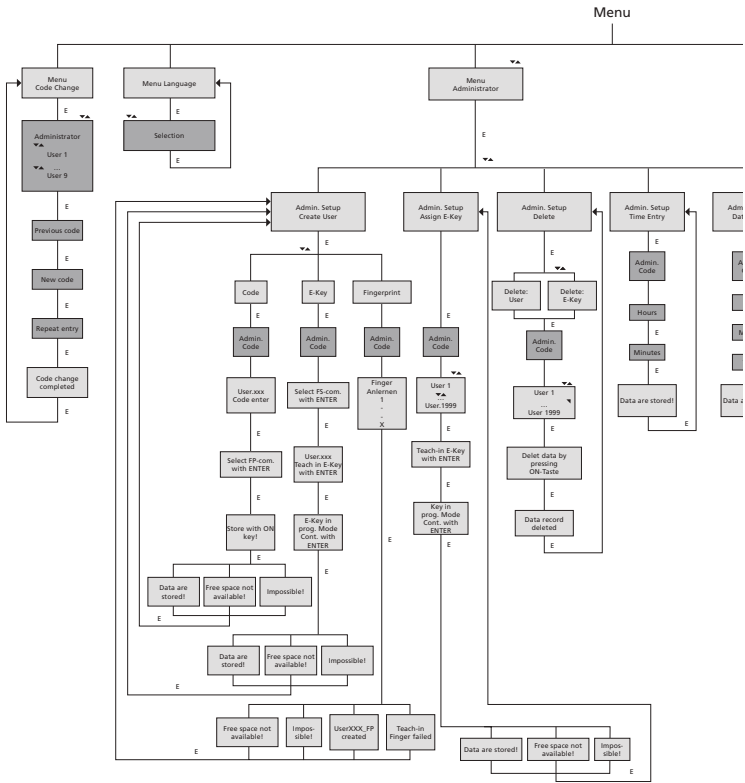 Menu
Menu
Code Change
E
Administrator
User 1
...
User 9
E
Previous code
E
New code
E
Repeat entry
E
Code change
completed
E
Menu Language
E
Selection
E
Menu
Administrator
E
Admin. Setup
Create User
E
Code
E
Admin.
Code
E
User.xxx
Code enter
E
Select FP-com.
with ENTER
E
Store with ON
key!
E
Data are
stored!
Free space not
available!
Impossible!
E
E-Key
E
Admin.
Code
E
Select FS-com.
with ENTER
E
User.xxx
Teach in E-Key
with ENTER
E
E-Key in
prog. Mode
Cont. with
ENTER
E
Data are
stored!
Free space not
available!
Impossible!
E
Fingerprint
E
Admin.
Code
E
Finger
Anlernen
1
-
-
X
E
Free space not
available!
Impos-
sible!
UserXXX_FP
created
Teach-in
Finger failed
E
Admin. Setup
Assign E-Key
E
Admin.
Code
E
User 1
...
User.1999
E
Teach-in E-Key
with ENTER
E
Key in
prog. Mode
Cont. with
ENTER
E
Data are stored!
Free space not
available!
Impos-
sible!
E
Admin. Setup
Delete
E
Delete:
User
Delete:
E-Key
E
Admin.
Code
E
User 1
...
User 1999
E
Delet data by
pressing
ON-Taste
E
Data record
deleted
E
Admin. Setup
Time Entry
E
Admin.
Code
E
Hours
E
Minutes
E
Data are stored!
E
Admin
Dat
M
Data a